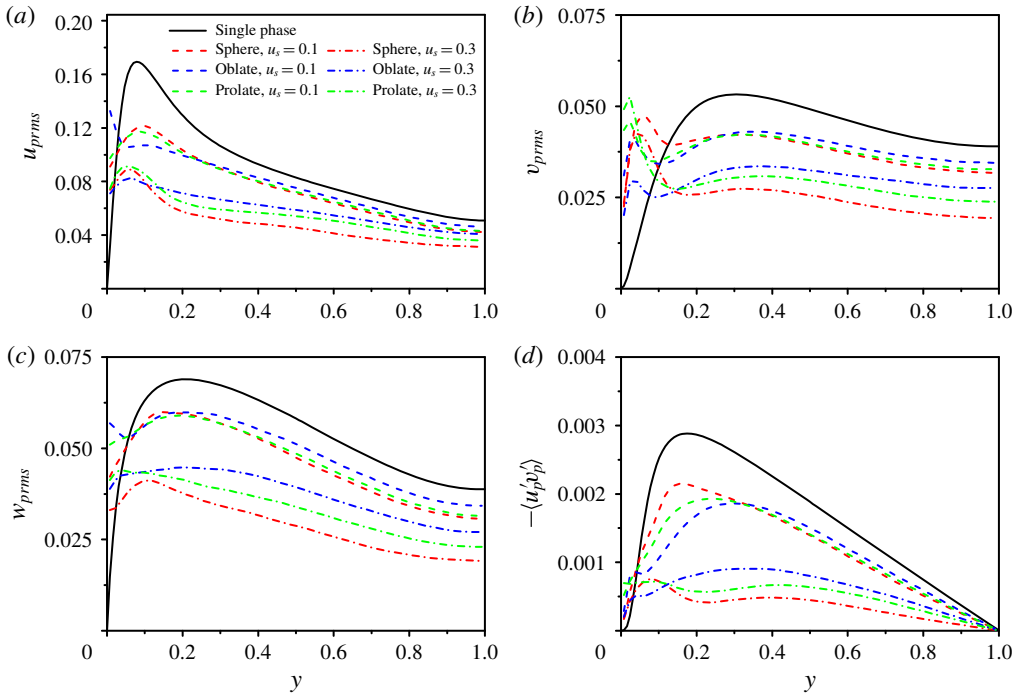 (a)
0.20
0.16
0.12
0.08
0.04
0
0.2
0.4
0.6
0.8
1.0
u_prms
Single phase
Sphere, u_s = 0.1
Sphere, u_s = 0.3
Oblate, u_s = 0.1
Oblate, u_s = 0.3
Prolate, u_s = 0.1
Prolate, u_s = 0.3
(b)
0.075
0.050
0.025
0
0.2
0.4
0.6
0.8
1.0
v_prms
(c)
0.075
0.050
0.025
0
0.2
0.4
0.6
0.8
1.0
w_prms
y
(d)
0.004
0.003
0.002
0.001
0
0.2
0.4
0.6
0.8
1.0
−⟨u′_p v′_p⟩
y